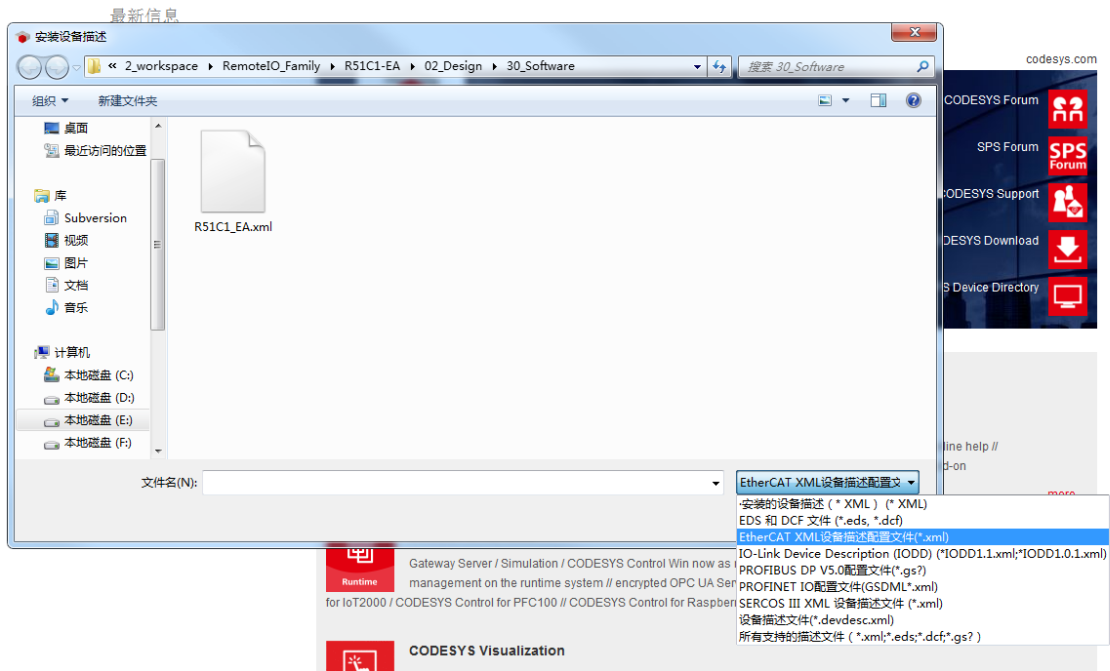 最新信息
安装设备描述
« 2_workspace RemoteIO_Family R51C1-EA 02_Design 30_Software
搜索 30_Software
codesys.com
组织
新建文件夹
桌面
最近访问的位置
库
Subversion
视频
图片
文档
音乐
计算机
本地磁盘 (C:)
本地磁盘 (D:)
本地磁盘 (E:)
本地磁盘 (F:)
R51C1_EA.xml
CODESYS Forum
SPS Forum
SPS
Forum
ODESYS Support
DESYS Download
S Device Directory
line help //
d-on
more
文件名(N):
EtherCAT XML设备描述配置文
·安装的设备描述 ( * XML ) (* XML)
EDS 和 DCF 文件 (*.eds, *.dcf)
EtherCAT XML设备描述配置文件(*.xml)
IO-Link Device Description (IODD) (*IODD1.1.xml;*IODD1.0.1.xml)
PROFIBUS DP V5.0配置文件(*.gs?)
PROFINET IO配置文件(GSDML*.xml)
SERCOS III XML 设备描述文件 (*.xml)
设备描述文件(*.devdesc.xml)
所有支持的描述文件 ( *.xml;*.eds;*.dcf;*.gs? )
Runtime
Gateway Server / Simulation / CODESYS Control Win now as
management on the runtime system // encrypted OPC UA Ser
for IoT2000 / CODESYS Control for PFC100 // CODESYS Control for Raspber
CODESYS Visualization